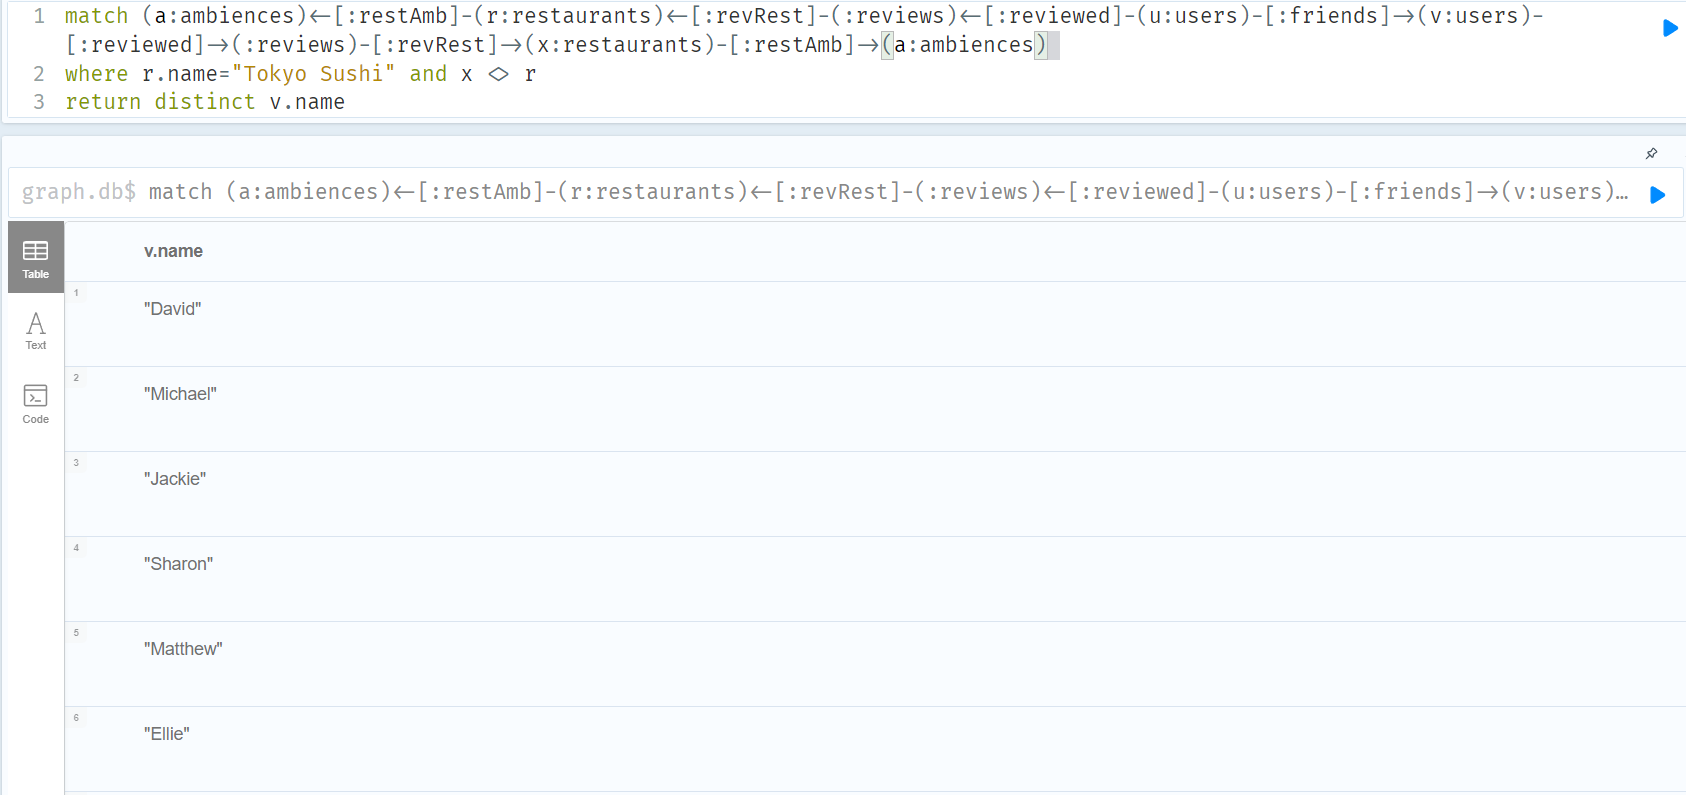 1 match (a:ambiences)<-[:restAmb]-(r:restaurants)<-[:revRest]-(:reviews)<-[:reviewed]-(u:users)-[:friends]->(v:users)-
[:reviewed]->(:reviews)-[:revRest]->(x:restaurants)-[:restAmb]->(a:ambiences)
2 where r.name="Tokyo Sushi" and x <> r
3 return distinct v.name
graph.db$ match (a:ambiences)<-[:restAmb]-(r:restaurants)<-[:revRest]-(:reviews)<-[:reviewed]-(u:users)-[:friends]->(v:users)…
Table
Text
Code
v.name
1
"David"
2
"Michael"
3
"Jackie"
4
"Sharon"
5
"Matthew"
6
"Ellie"